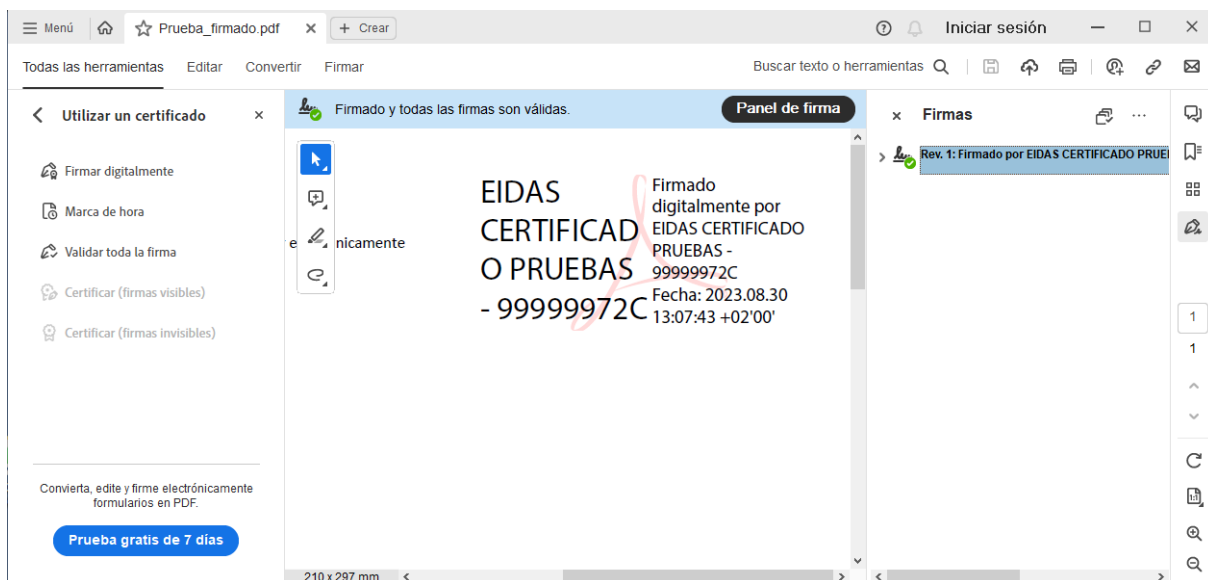 Menú
Prueba_firmado.pdf
+ Crear
Iniciar sesión
Todas las herramientas Editar Convertir Firmar
Buscar texto o herramientas
Utilizar un certificado
Firmar digitalmente
Marca de hora
Validar toda la firma
Certificar (firmas visibles)
Certificar (firmas invisibles)
Convierta, edite y firme electrónicamente
formularios en PDF.
Prueba gratis de 7 días
Firmado y todas las firmas son válidas.
Panel de firma
nicamente
EIDAS
CERTIFICAD
O PRUEBAS
- 99999972C
Firmado
digitalmente por
EIDAS CERTIFICADO
PRUEBAS -
99999972C
Fecha: 2023.08.30
13:07:43 +02'00'
210 x 297 mm
Firmas
Rev. 1: Firmado por EIDAS CERTIFICADO PRUE
1
1
1:1